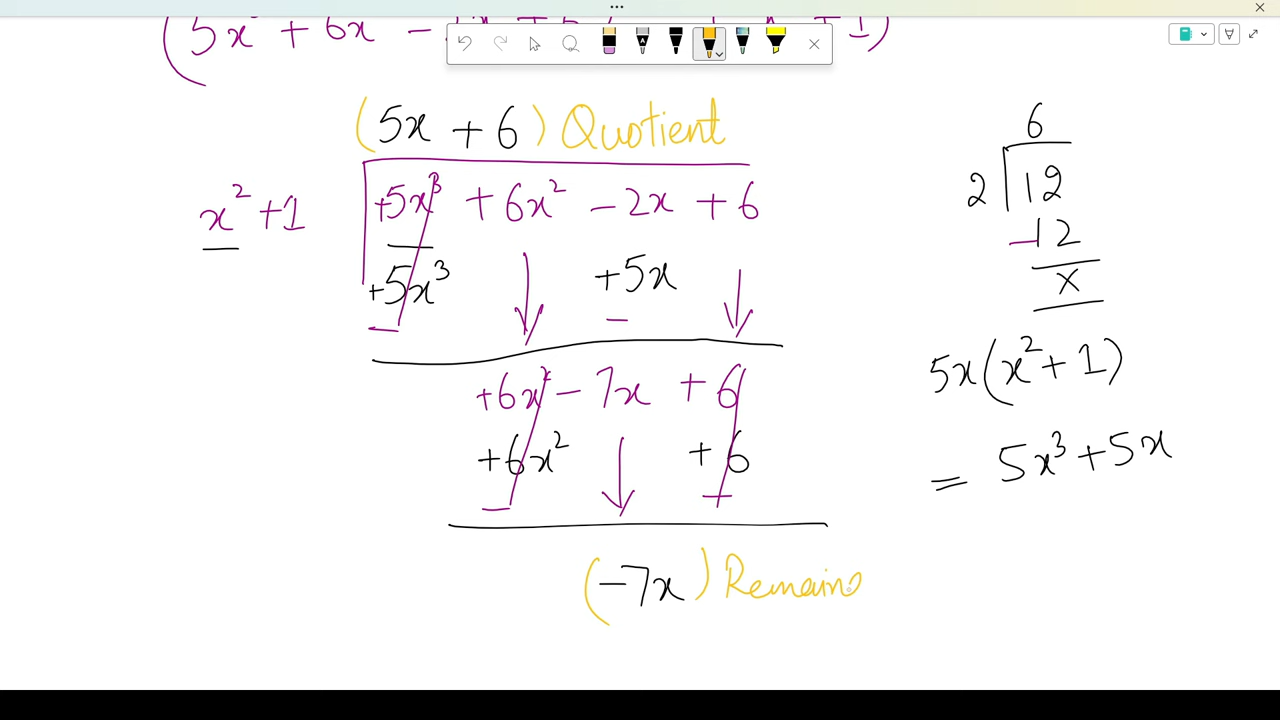 (5x + 6) Quotient
x² + 1
+5x³ + 6x² − 2x + 6
+5x³ + 5x
− −
+6x² − 7x + 6
+6x² + 6
− −
(−7x) Remain
6
2 12
−12
x
5x(x² + 1)
= 5x³ + 5x